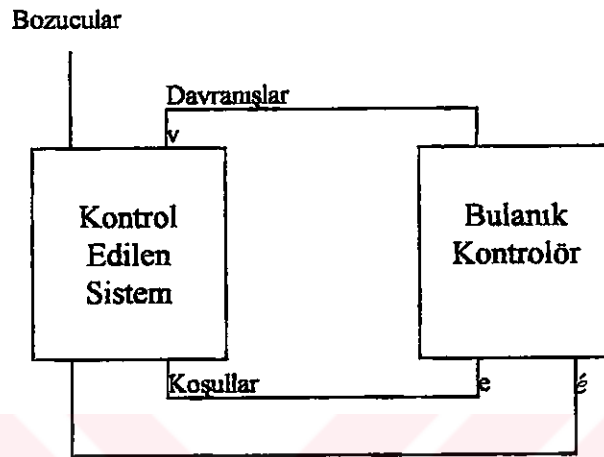 Bozucular
Davranışlar
v
Kontrol
Edilen
Sistem
Bulanık
Kontrolör
Koşullar
e
é